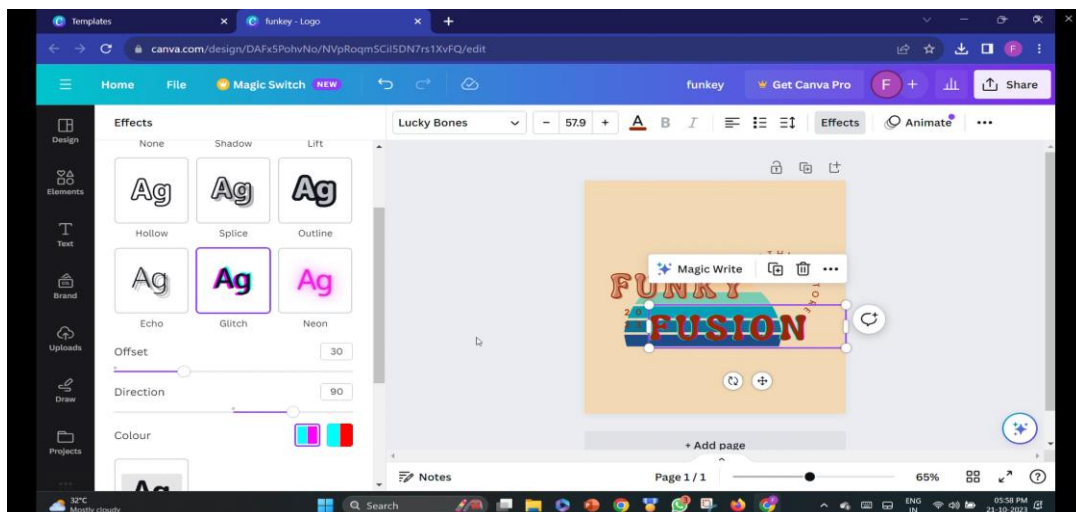 Templates
funkey - Logo
canva.com/design/DAFx5PohvNo/NVpRoqmSCiI5DN7rs1XvFQ/edit
F
Home File Magic Switch NEW
funkey Get Canva Pro F + Share
Design
Elements
Text
Brand
Uploads
Draw
Projects
Effects
None Shadow Lift
Ag Ag Ag
Hollow Splice Outline
Ag Ag Ag
Echo Glitch Neon
Offset 30
Direction 90
Colour
Ag
Lucky Bones - 57.9 + A B I Effects Animate
Magic Write
FUNKY
20
FUSION
+ Add page
Notes Page 1 / 1 65%
32°C
Mostly cloudy
Search
ENG
IN
05:58 PM
21-10-2023